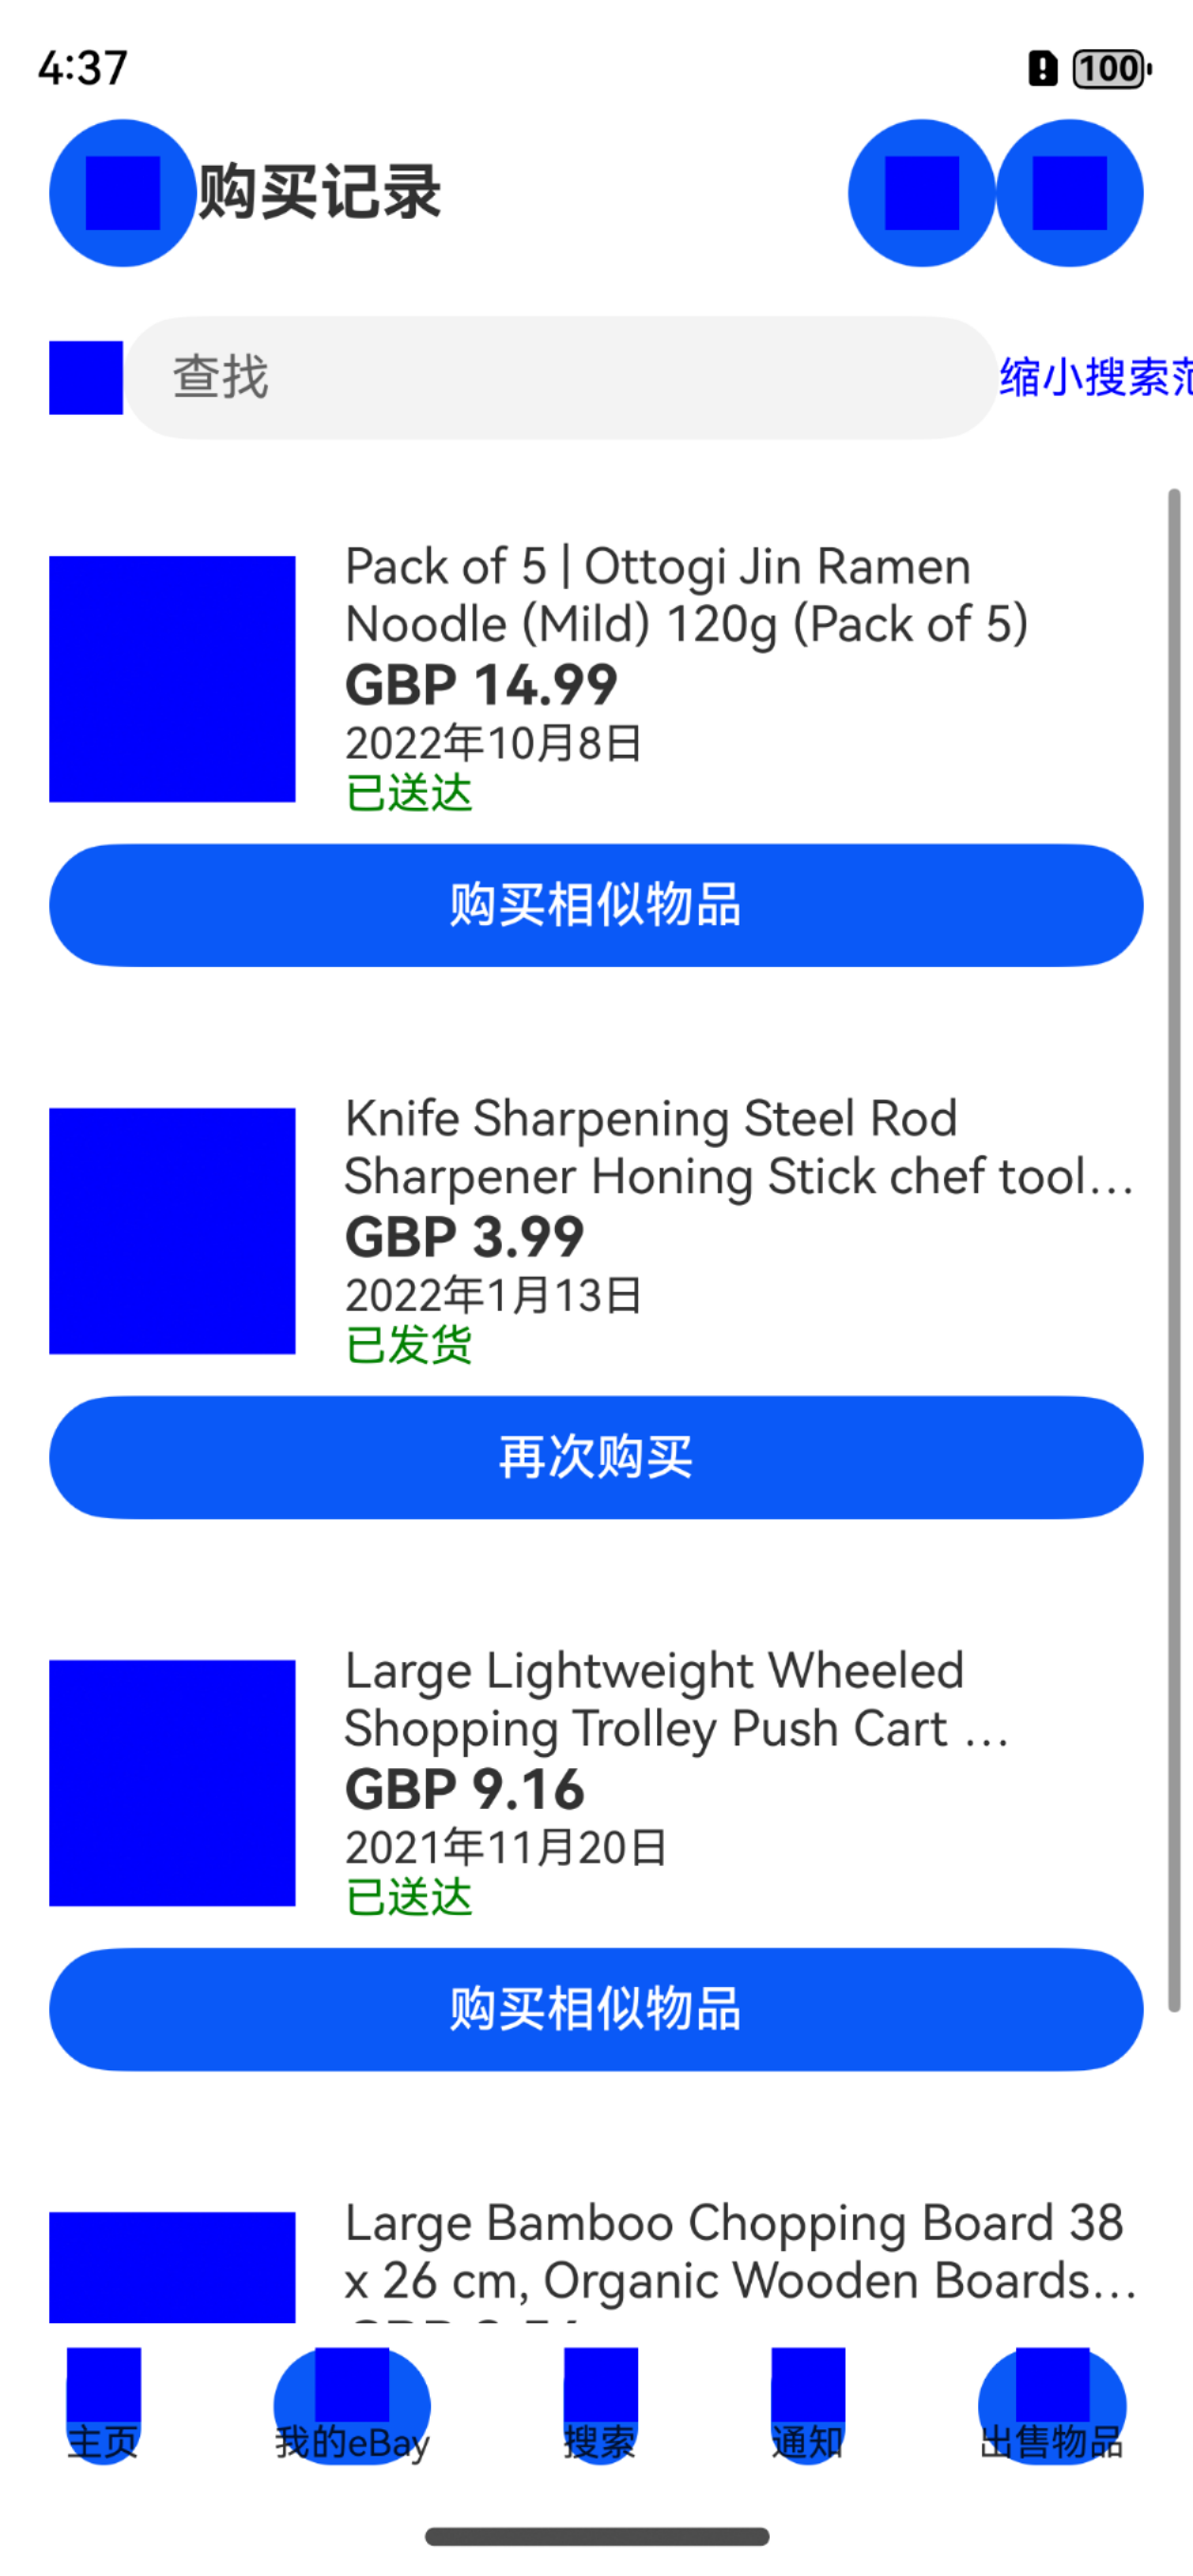 4:37
100
购买记录
查找
缩小搜索范
Pack of 5 | Ottogi Jin Ramen
Noodle (Mild) 120g (Pack of 5)
GBP 14.99
2022年10月8日
已送达
购买相似物品
Knife Sharpening Steel Rod
Sharpener Honing Stick chef tool...
GBP 3.99
2022年1月13日
已发货
再次购买
Large Lightweight Wheeled
Shopping Trolley Push Cart ...
GBP 9.16
2021年11月20日
已送达
购买相似物品
Large Bamboo Chopping Board 38
x 26 cm, Organic Wooden Boards...
主页
我的eBay
搜索
通知
出售物品